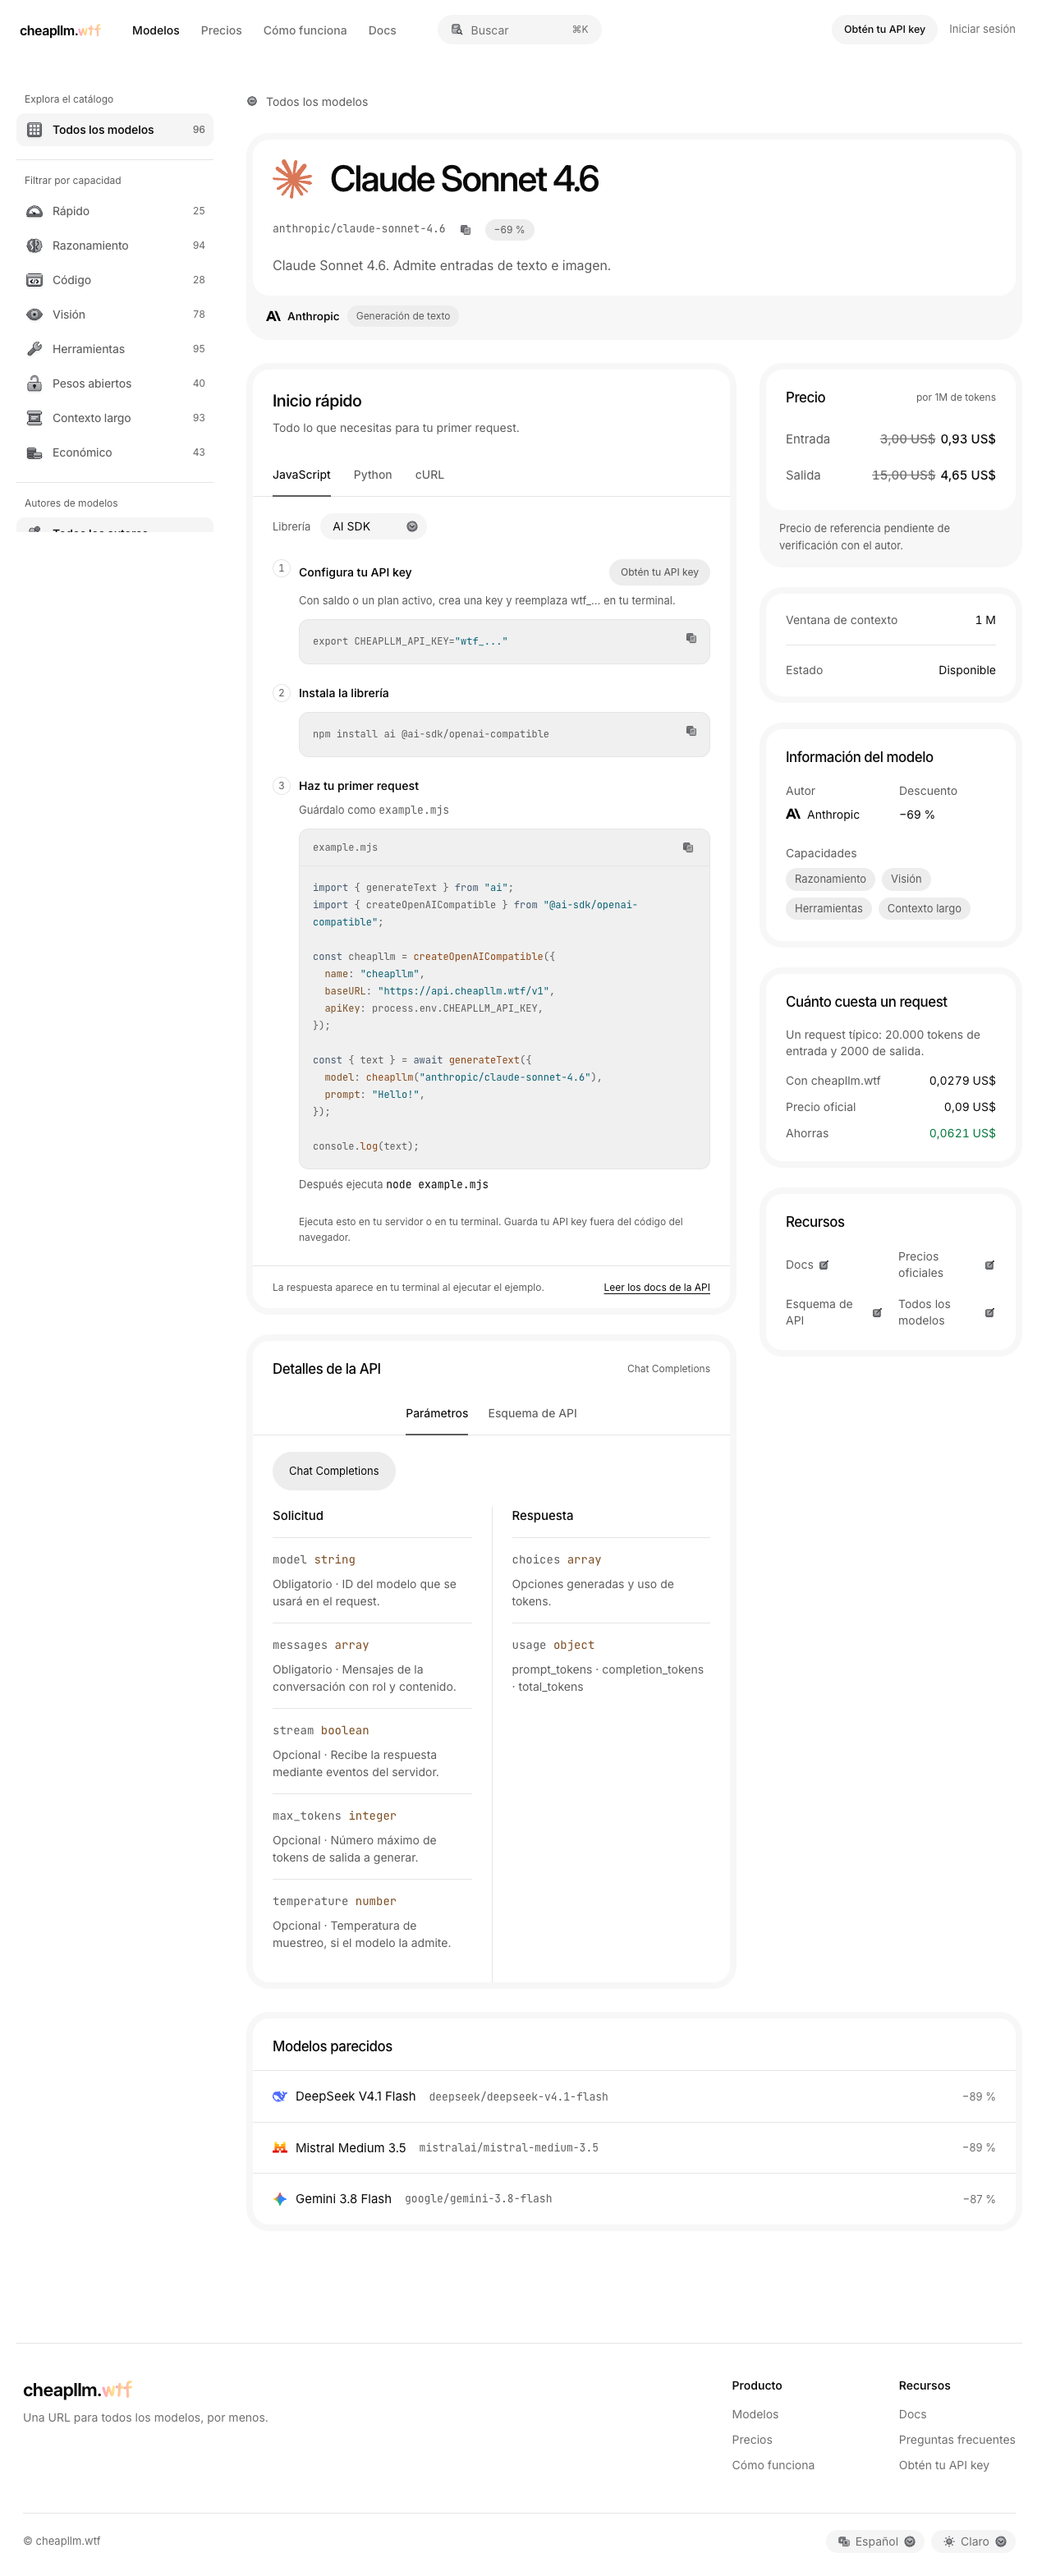 cheapllm.wtf
Modelos
Precios
Cómo funciona
Docs
Buscar
⌘K
Obtén tu API key
Iniciar sesión
Explora el catálogo
Todos los modelos 96
Filtrar por capacidad
Rápido 25
Razonamiento 94
Código 28
Visión 78
Herramientas 95
Pesos abiertos 40
Contexto largo 93
Económico 43
Autores de modelos
Todos los modelos
Claude Sonnet 4.6
anthropic/claude-sonnet-4.6 −69 %
Claude Sonnet 4.6. Admite entradas de texto e imagen.
Anthropic Generación de texto
Inicio rápido
Todo lo que necesitas para tu primer request.
JavaScript Python cURL
Librería AI SDK
1 Configura tu API key Obtén tu API key
Con saldo o un plan activo, crea una key y reemplaza wtf_... en tu terminal.
export CHEAPLLM_API_KEY="wtf_..."
2 Instala la librería
npm install ai @ai-sdk/openai-compatible
3 Haz tu primer request
Guárdalo como example.mjs
example.mjs
import { generateText } from "ai";
import { createOpenAICompatible } from "@ai-sdk/openai-
compatible";
const cheapllm = createOpenAICompatible({
name: "cheapllm",
baseURL: "https://api.cheapllm.wtf/v1",
apiKey: process.env.CHEAPLLM_API_KEY,
});
const { text } = await generateText({
model: cheapllm("anthropic/claude-sonnet-4.6"),
prompt: "Hello!",
});
console.log(text);
Después ejecuta node example.mjs
Ejecuta esto en tu servidor o en tu terminal. Guarda tu API key fuera del código del
navegador.
La respuesta aparece en tu terminal al ejecutar el ejemplo. Leer los docs de la API
Precio por 1M de tokens
Entrada 3,00 US$ 0,93 US$
Salida 15,00 US$ 4,65 US$
Precio de referencia pendiente de
verificación con el autor.
Ventana de contexto 1 M
Estado Disponible
Información del modelo
Autor Descuento
Anthropic −69 %
Capacidades
Razonamiento Visión
Herramientas Contexto largo
Cuánto cuesta un request
Un request típico: 20.000 tokens de
entrada y 2000 de salida.
Con cheapllm.wtf 0,0279 US$
Precio oficial 0,09 US$
Ahorras 0,0621 US$
Recursos
Docs
Precios
oficiales
Esquema de
API
Todos los
modelos
Detalles de la API Chat Completions
Parámetros Esquema de API
Chat Completions
Solicitud
model string
Obligatorio · ID del modelo que se
usará en el request.
messages array
Obligatorio · Mensajes de la
conversación con rol y contenido.
stream boolean
Opcional · Recibe la respuesta
mediante eventos del servidor.
max_tokens integer
Opcional · Número máximo de
tokens de salida a generar.
temperature number
Opcional · Temperatura de
muestreo, si el modelo la admite.
Respuesta
choices array
Opciones generadas y uso de
tokens.
usage object
prompt_tokens · completion_tokens
· total_tokens
Modelos parecidos
DeepSeek V4.1 Flash deepseek/deepseek-v4.1-flash −89 %
Mistral Medium 3.5 mistralai/mistral-medium-3.5 −89 %
Gemini 3.8 Flash google/gemini-3.8-flash −87 %
cheapllm.wtf
Una URL para todos los modelos, por menos.
Producto
Modelos
Precios
Cómo funciona
Recursos
Docs
Preguntas frecuentes
Obtén tu API key
© cheapllm.wtf
Español
Claro